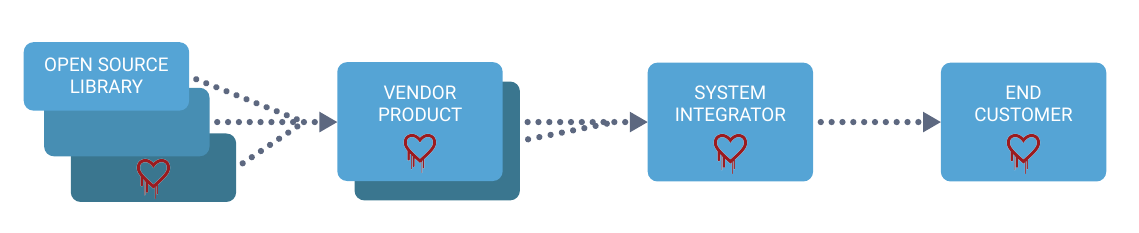 OPEN SOURCE
LIBRARY
VENDOR
PRODUCT
SYSTEM
INTEGRATOR
END
CUSTOMER